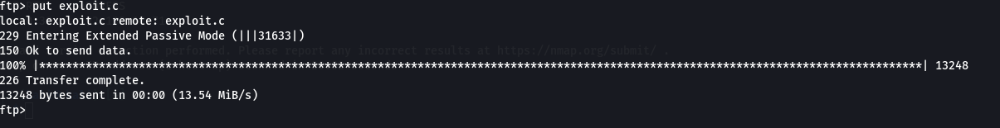 ftp> put exploit.c
local: exploit.c remote: exploit.c
229 Entering Extended Passive Mode (|||31633|)
150 Ok to send data.
performed. Please report any incorrect results at https://nmap.org/submit/ .
100% |***********************************************************************************************************************************| 13248
226 Transfer complete.
13248 bytes sent in 00:00 (13.54 MiB/s)
ftp>